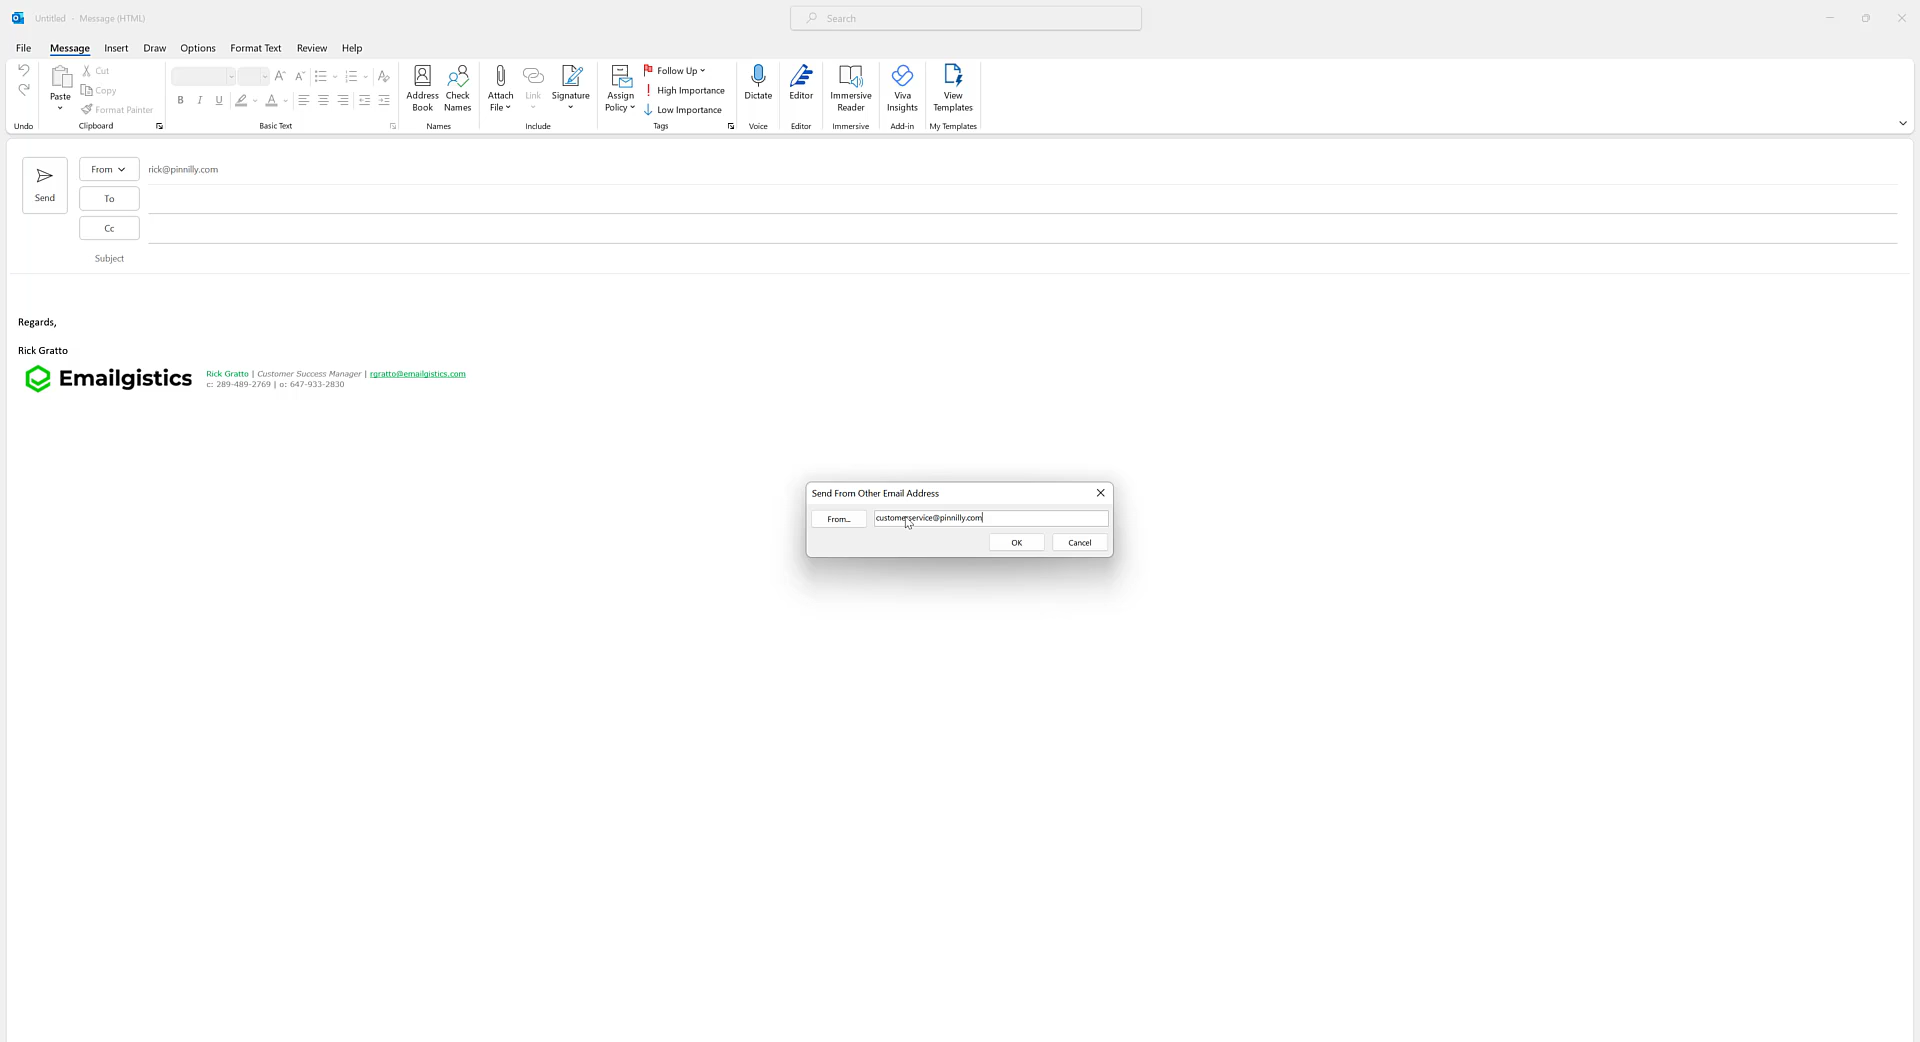 Untitled - Message (HTML)
Search
File Message Insert Draw Options Format Text Review Help
Undo
Paste
Cut
Copy
Format Painter
Clipboard
B I U
Basic Text
Address Book
Check Names
Names
Attach File
Link
Signature
Include
Assign Policy
Follow Up
High Importance
Low Importance
Tags
Dictate
Voice
Editor
Editor
Immersive Reader
Immersive
Viva Insights
Add-in
View Templates
My Templates
Send
From rick@pinnilly.com
To
Cc
Subject
Regards,
Rick Gratto
Emailgistics
Rick Gratto | Customer Success Manager | rgratto@emailgistics.com
c: 289-489-2769 | o: 647-933-2830
Send From Other Email Address
From... customerservice@pinnilly.com
OK Cancel